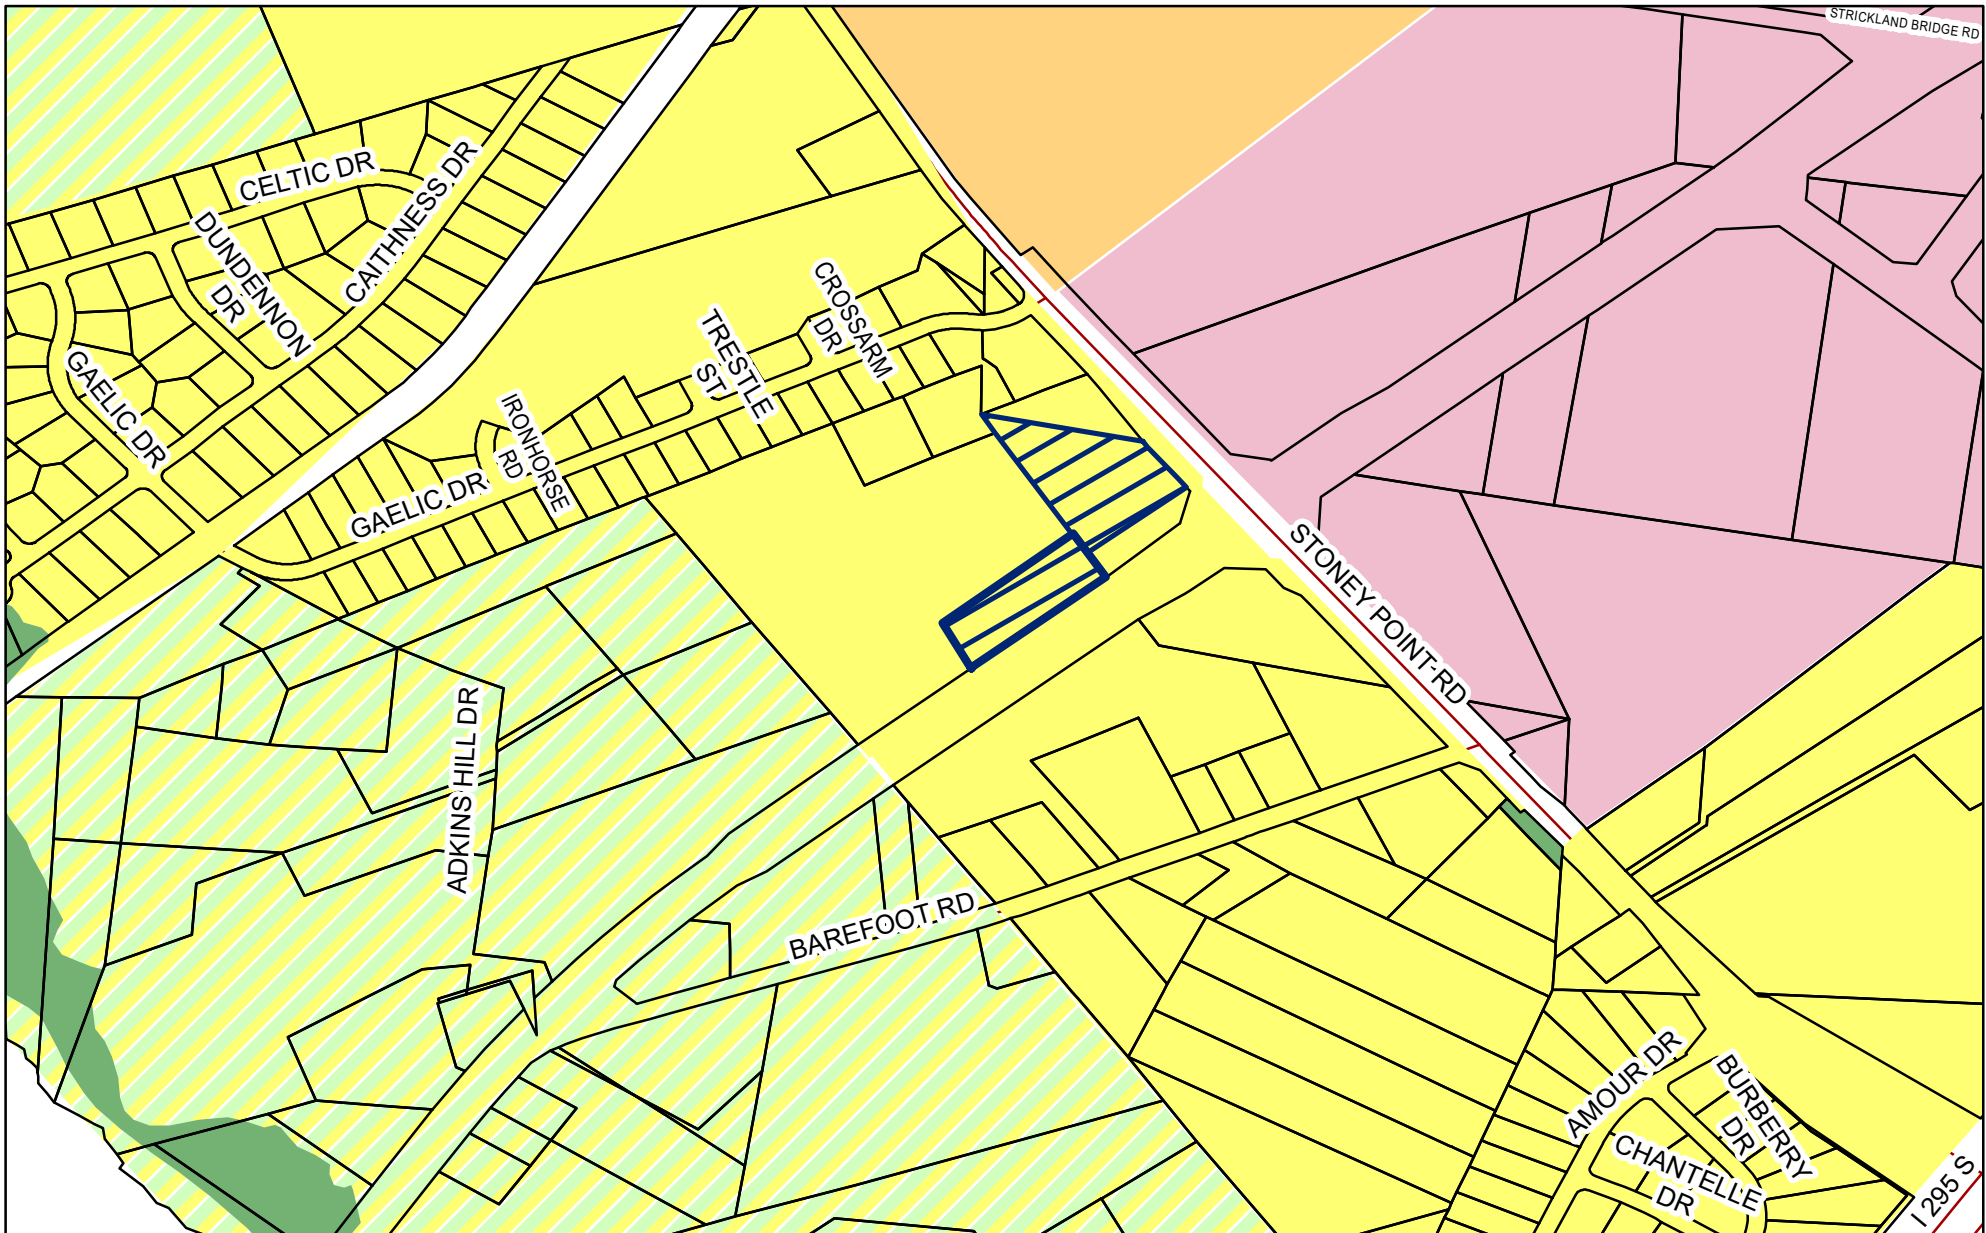 STRICKLAND BRIDGE RD
CELTIC DR
CAITHNESS DR
DUNDENNON
DR
CROSSARM
DR
TRESTLE
ST
GAELIC DR
IRONHORSE
RD
GAELIC DR
STONEY POINT RD
ADKINS HILL DR
BAREFOOT RD
AMOUR DR
BURBERRY
DR
CHANTELLE
DR
I 295 S